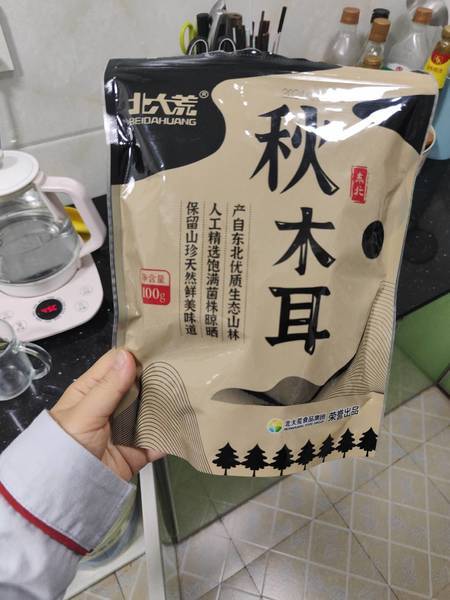 北大荒®
BEIDAHUANG
秋木耳
东北
产自东北优质生态山林
人工精选饱满菌株晾晒
保留山珍天然鲜美味道
净含量
100g
北大荒食品集团 荣誉出品